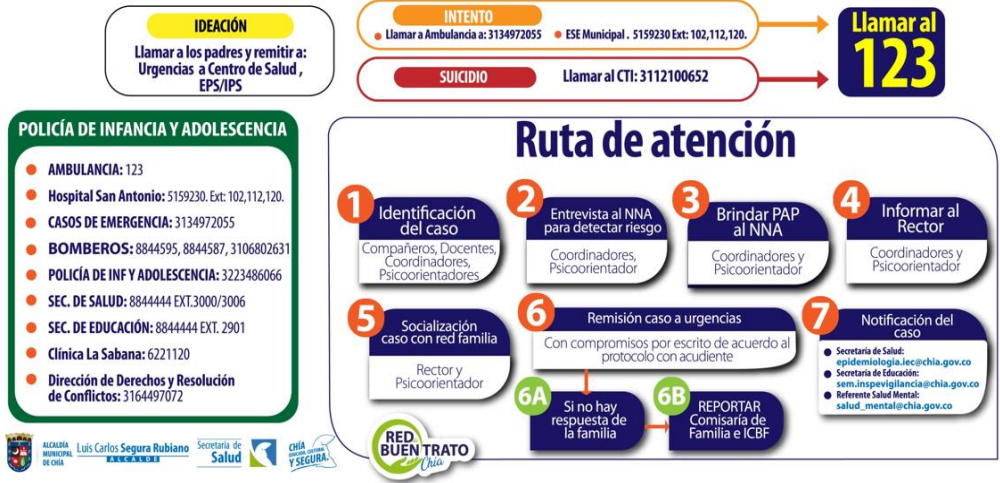 IDEACIÓN
Llamar a los padres y remitir a:
Urgencias a Centro de Salud ,
EPS/IPS
INTENTO
Llamar a Ambulancia a: 3134972055
ESE Municipal . 5159230 Ext: 102,112,120.
SUICIDIO
Llamar al CTI: 3112100652
Llamar al
123
POLICÍA DE INFANCIA Y ADOLESCENCIA
AMBULANCIA: 123
Hospital San Antonio: 5159230. Ext: 102,112,120.
CASOS DE EMERGENCIA: 3134972055
BOMBEROS: 8844595, 8844587, 3106802631
POLICÍA DE INF Y ADOLESCENCIA: 3223486066
SEC. DE SALUD: 8844444 EXT.3000/3006
SEC. DE EDUCACIÓN: 8844444 EXT. 2901
Clínica La Sabana: 6221120
Dirección de Derechos y Resolución
de Conflictos: 3164497072
Ruta de atención
1
Identificación
del caso
Compañeros, Docentes,
Coordinadores,
Psicoorientadores
2
Entrevista al NNA
para detectar riesgo
Coordinadores,
Psicoorientador
3
Brindar PAP
al NNA
Coordinadores y
Psicoorientador
4
Informar al
Rector
Coordinadores y
Psicoorientador
5
Socialización
caso con red familia
Rector y
Psicoorientador
6
Remisión caso a urgencias
Con compromisos por escrito de acuerdo al
protocolo con acudiente
6A
Si no hay
respuesta de
la familia
6B
REPORTAR
Comisaría de
Familia e ICBF
7
Notificación del
caso
Secretaría de Salud:
epidemiologia.iec@chia.gov.co
Secretaría de Educación:
sem.inspevigilancia@chia.gov.co
Referente Salud Mental:
salud_mental@chia.gov.co
ALCALDÍA
MUNICIPAL
DE CHÍA
Luis Carlos Segura Rubiano
ALCALDE
Secretaría de
Salud
CHÍA
EDUCADA, CULTURAL
Y SEGURA.
RED
BUEN TRATO
Chía